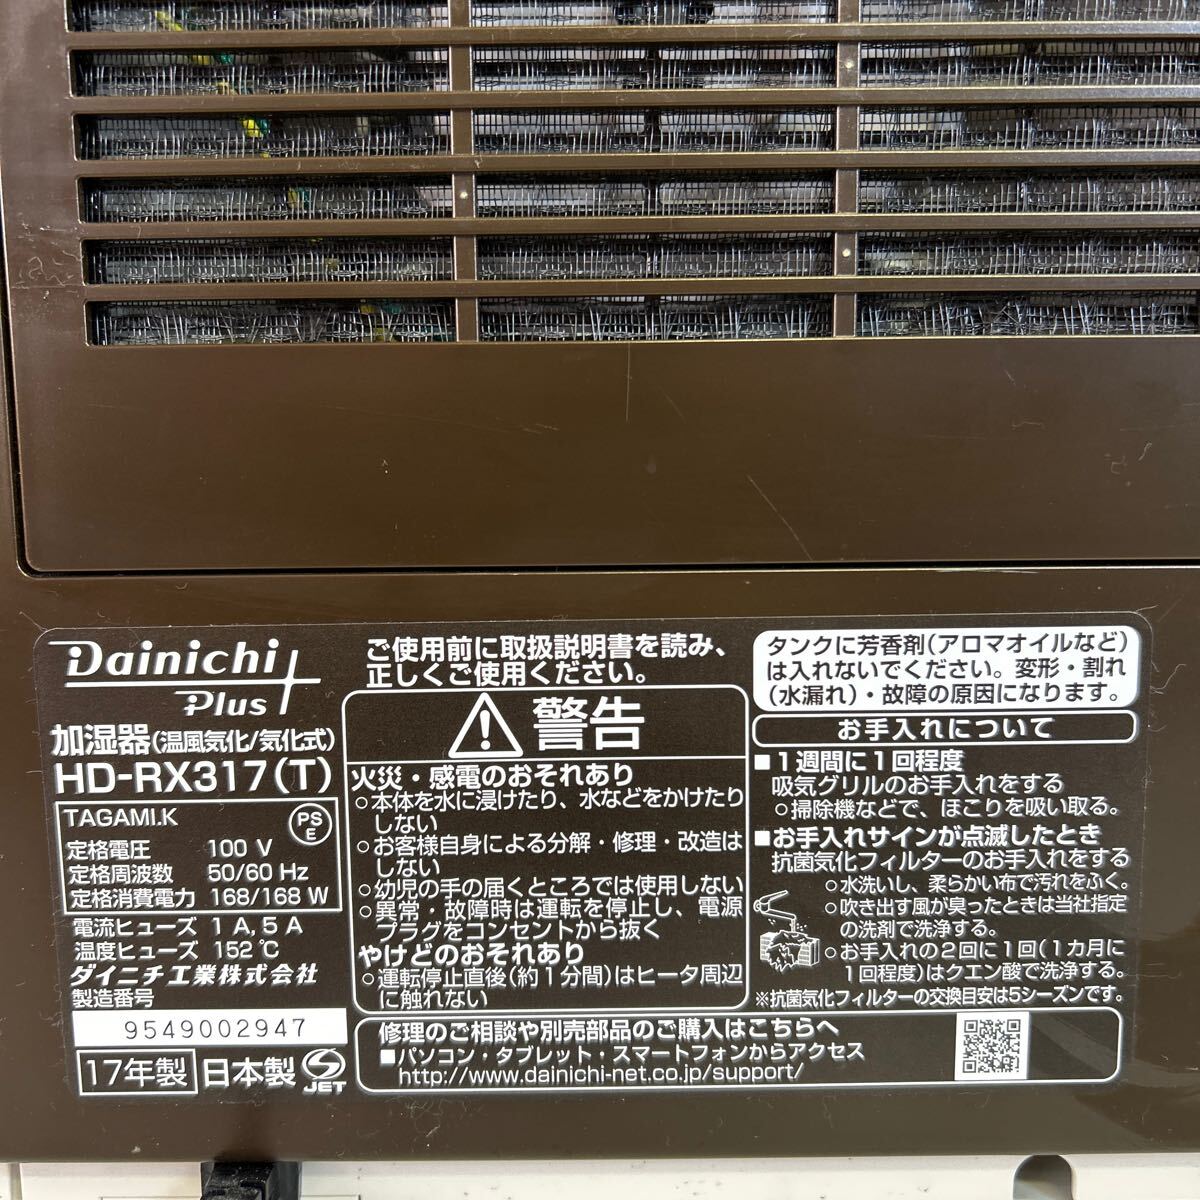 Dainichi
Plus
加湿器(温風気化/気化式)
HD-RX317(T)
TAGAMI.K
PS
E
定格電圧 100 V
定格周波数 50/60 Hz
定格消費電力 168/168 W
電流ヒューズ 1 A, 5 A
温度ヒューズ 152 ℃
ダイニチ工業株式会社
製造番号
9549002947
17年製 日本製
S
JET
ご使用前に取扱説明書を読み、
正しくご使用ください。
警告
火災・感電のおそれあり
○本体を水に浸けたり、水などをかけたり
しない
○お客様自身による分解・修理・改造は
しない
○幼児の手の届くところでは使用しない
○異常・故障時は運転を停止し、電源
プラグをコンセントから抜く
やけどのおそれあり
○運転停止直後(約1分間)はヒータ周辺
に触れない
タンクに芳香剤(アロマオイルなど)
は入れないでください。変形・割れ
(水漏れ)・故障の原因になります。
お手入れについて
■1週間に1回程度
吸気グリルのお手入れをする
○掃除機などで、ほこりを吸い取る。
■お手入れサインが点滅したとき
抗菌気化フィルターのお手入れをする
○水洗いし、柔らかい布で汚れをふく。
○吹き出す風が臭ったときは当社指定
の洗剤で洗浄する。
○お手入れの2回に1回(1カ月に
1回程度)はクエン酸で洗浄する。
※抗菌気化フィルターの交換目安は5シーズンです。
修理のご相談や別売部品のご購入はこちらへ
■パソコン・タブレット・スマートフォンからアクセス
http://www.dainichi-net.co.jp/support/